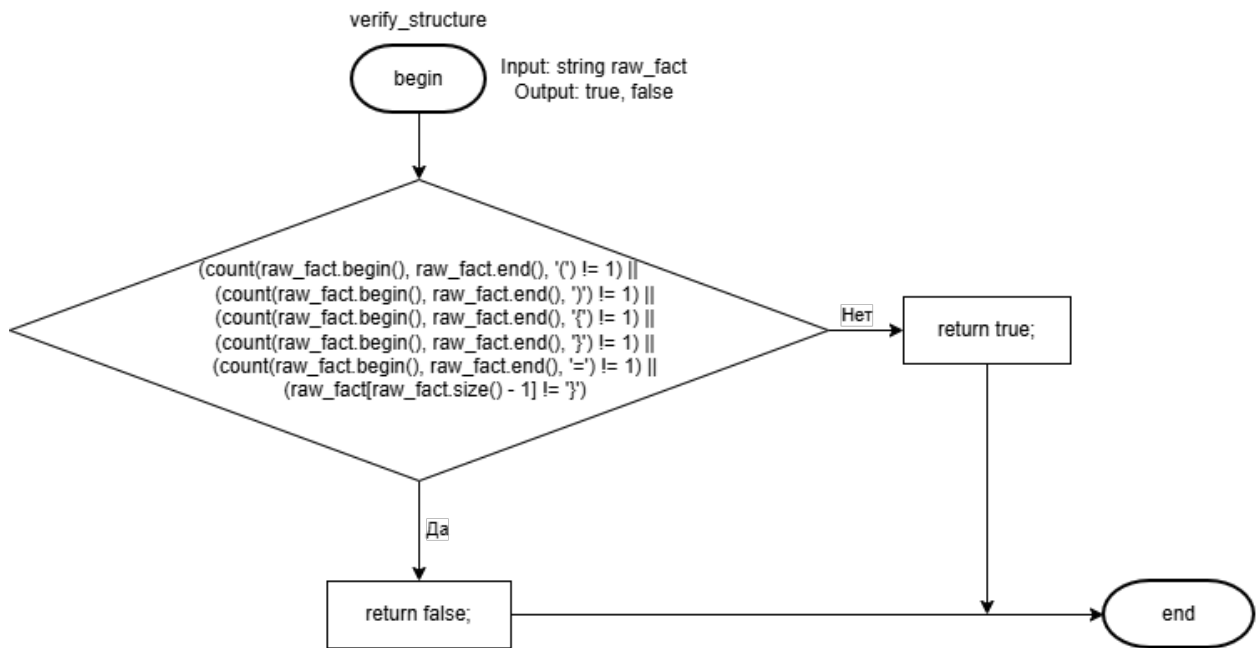 verify_structure
begin
Input: string raw_fact
Output: true, false
(count(raw_fact.begin(), raw_fact.end(), '(') != 1) ||
(count(raw_fact.begin(), raw_fact.end(), ')') != 1) ||
(count(raw_fact.begin(), raw_fact.end(), '{') != 1) ||
(count(raw_fact.begin(), raw_fact.end(), '}') != 1) ||
(count(raw_fact.begin(), raw_fact.end(), '=') != 1) ||
(raw_fact[raw_fact.size() - 1] != '}')
Нет
return true;
Да
return false;
end